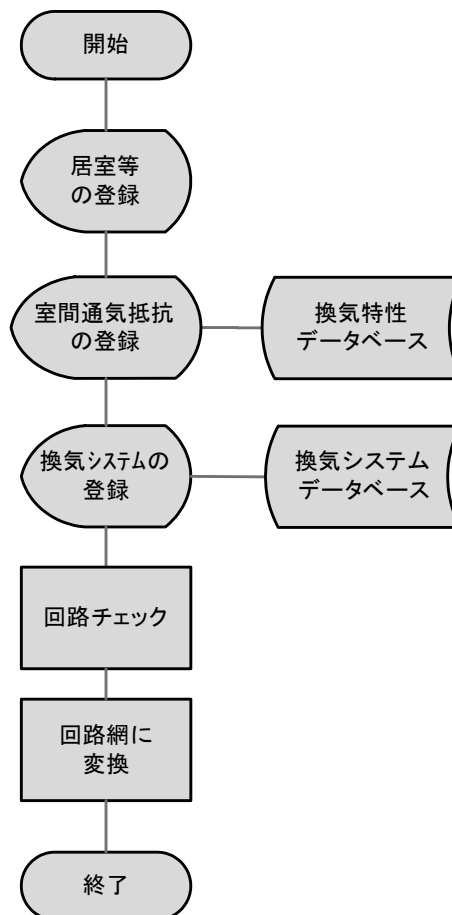 開始
居室等
の登録
室間通気抵抗
の登録
換気特性
データベース
換気システムの
登録
換気システム
データベース
回路チェック
回路網に
変換
終了